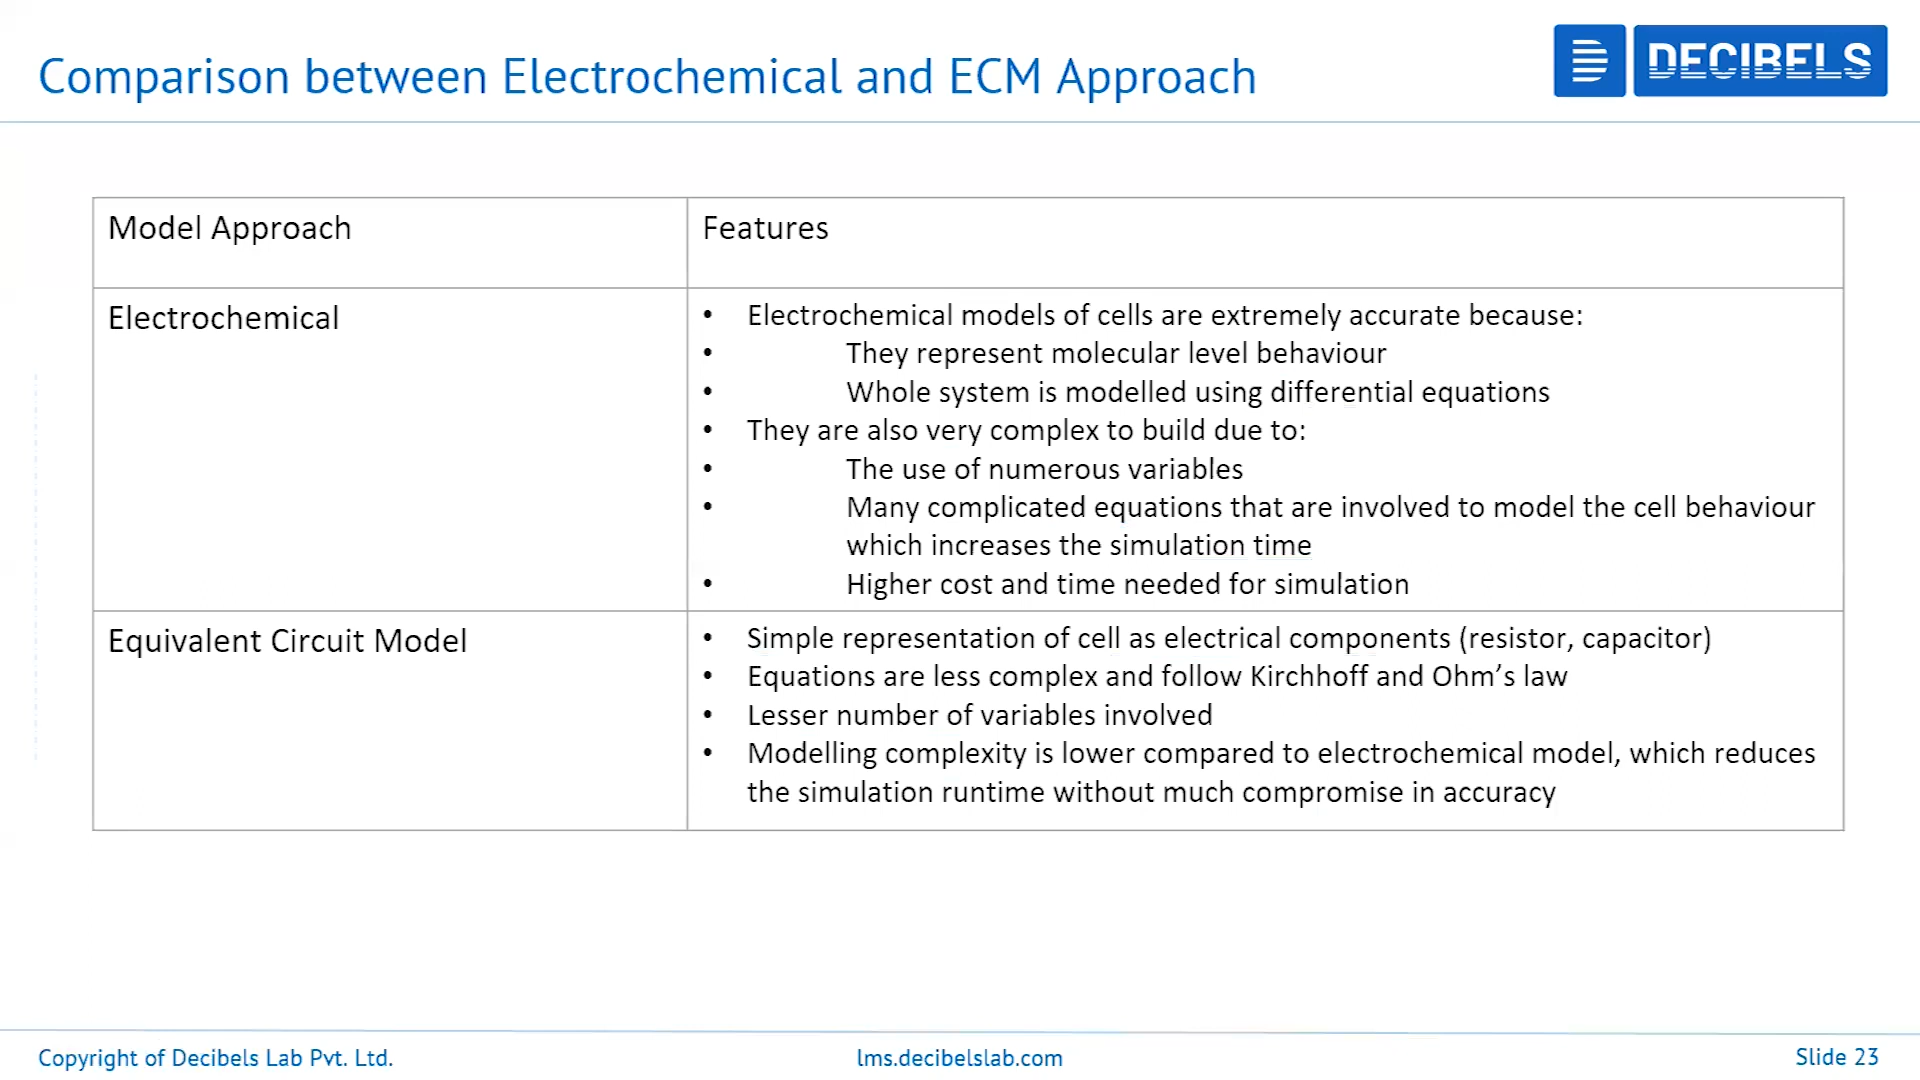 Comparison between Electrochemical and ECM Approach
DECIBELS
Model Approach
Features
Electrochemical
• Electrochemical models of cells are extremely accurate because:
• They represent molecular level behaviour
• Whole system is modelled using differential equations
• They are also very complex to build due to:
• The use of numerous variables
• Many complicated equations that are involved to model the cell behaviour
which increases the simulation time
• Higher cost and time needed for simulation
Equivalent Circuit Model
• Simple representation of cell as electrical components (resistor, capacitor)
• Equations are less complex and follow Kirchhoff and Ohm’s law
• Lesser number of variables involved
• Modelling complexity is lower compared to electrochemical model, which reduces
the simulation runtime without much compromise in accuracy
Copyright of Decibels Lab Pvt. Ltd.
lms.decibelslab.com
Slide 23